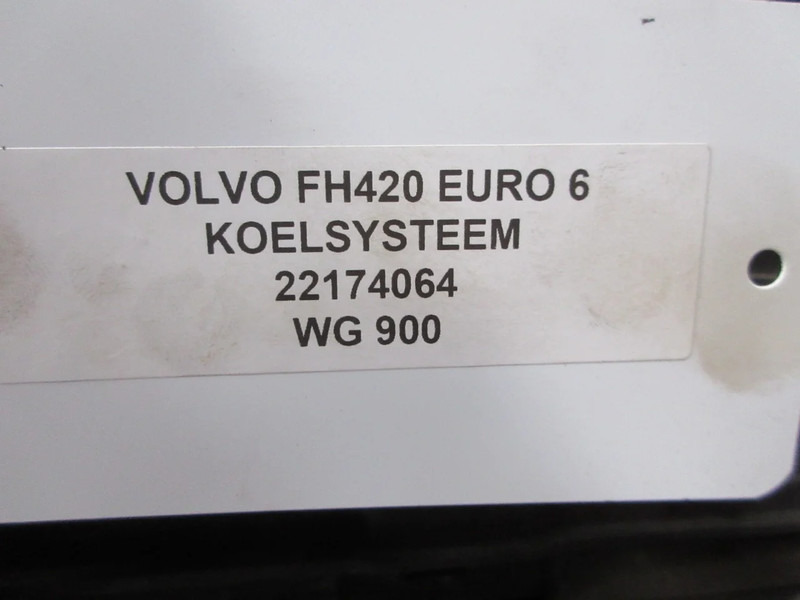 VOLVO FH420 EURO 6
KOELSYSTEEM
22174064
WG 900